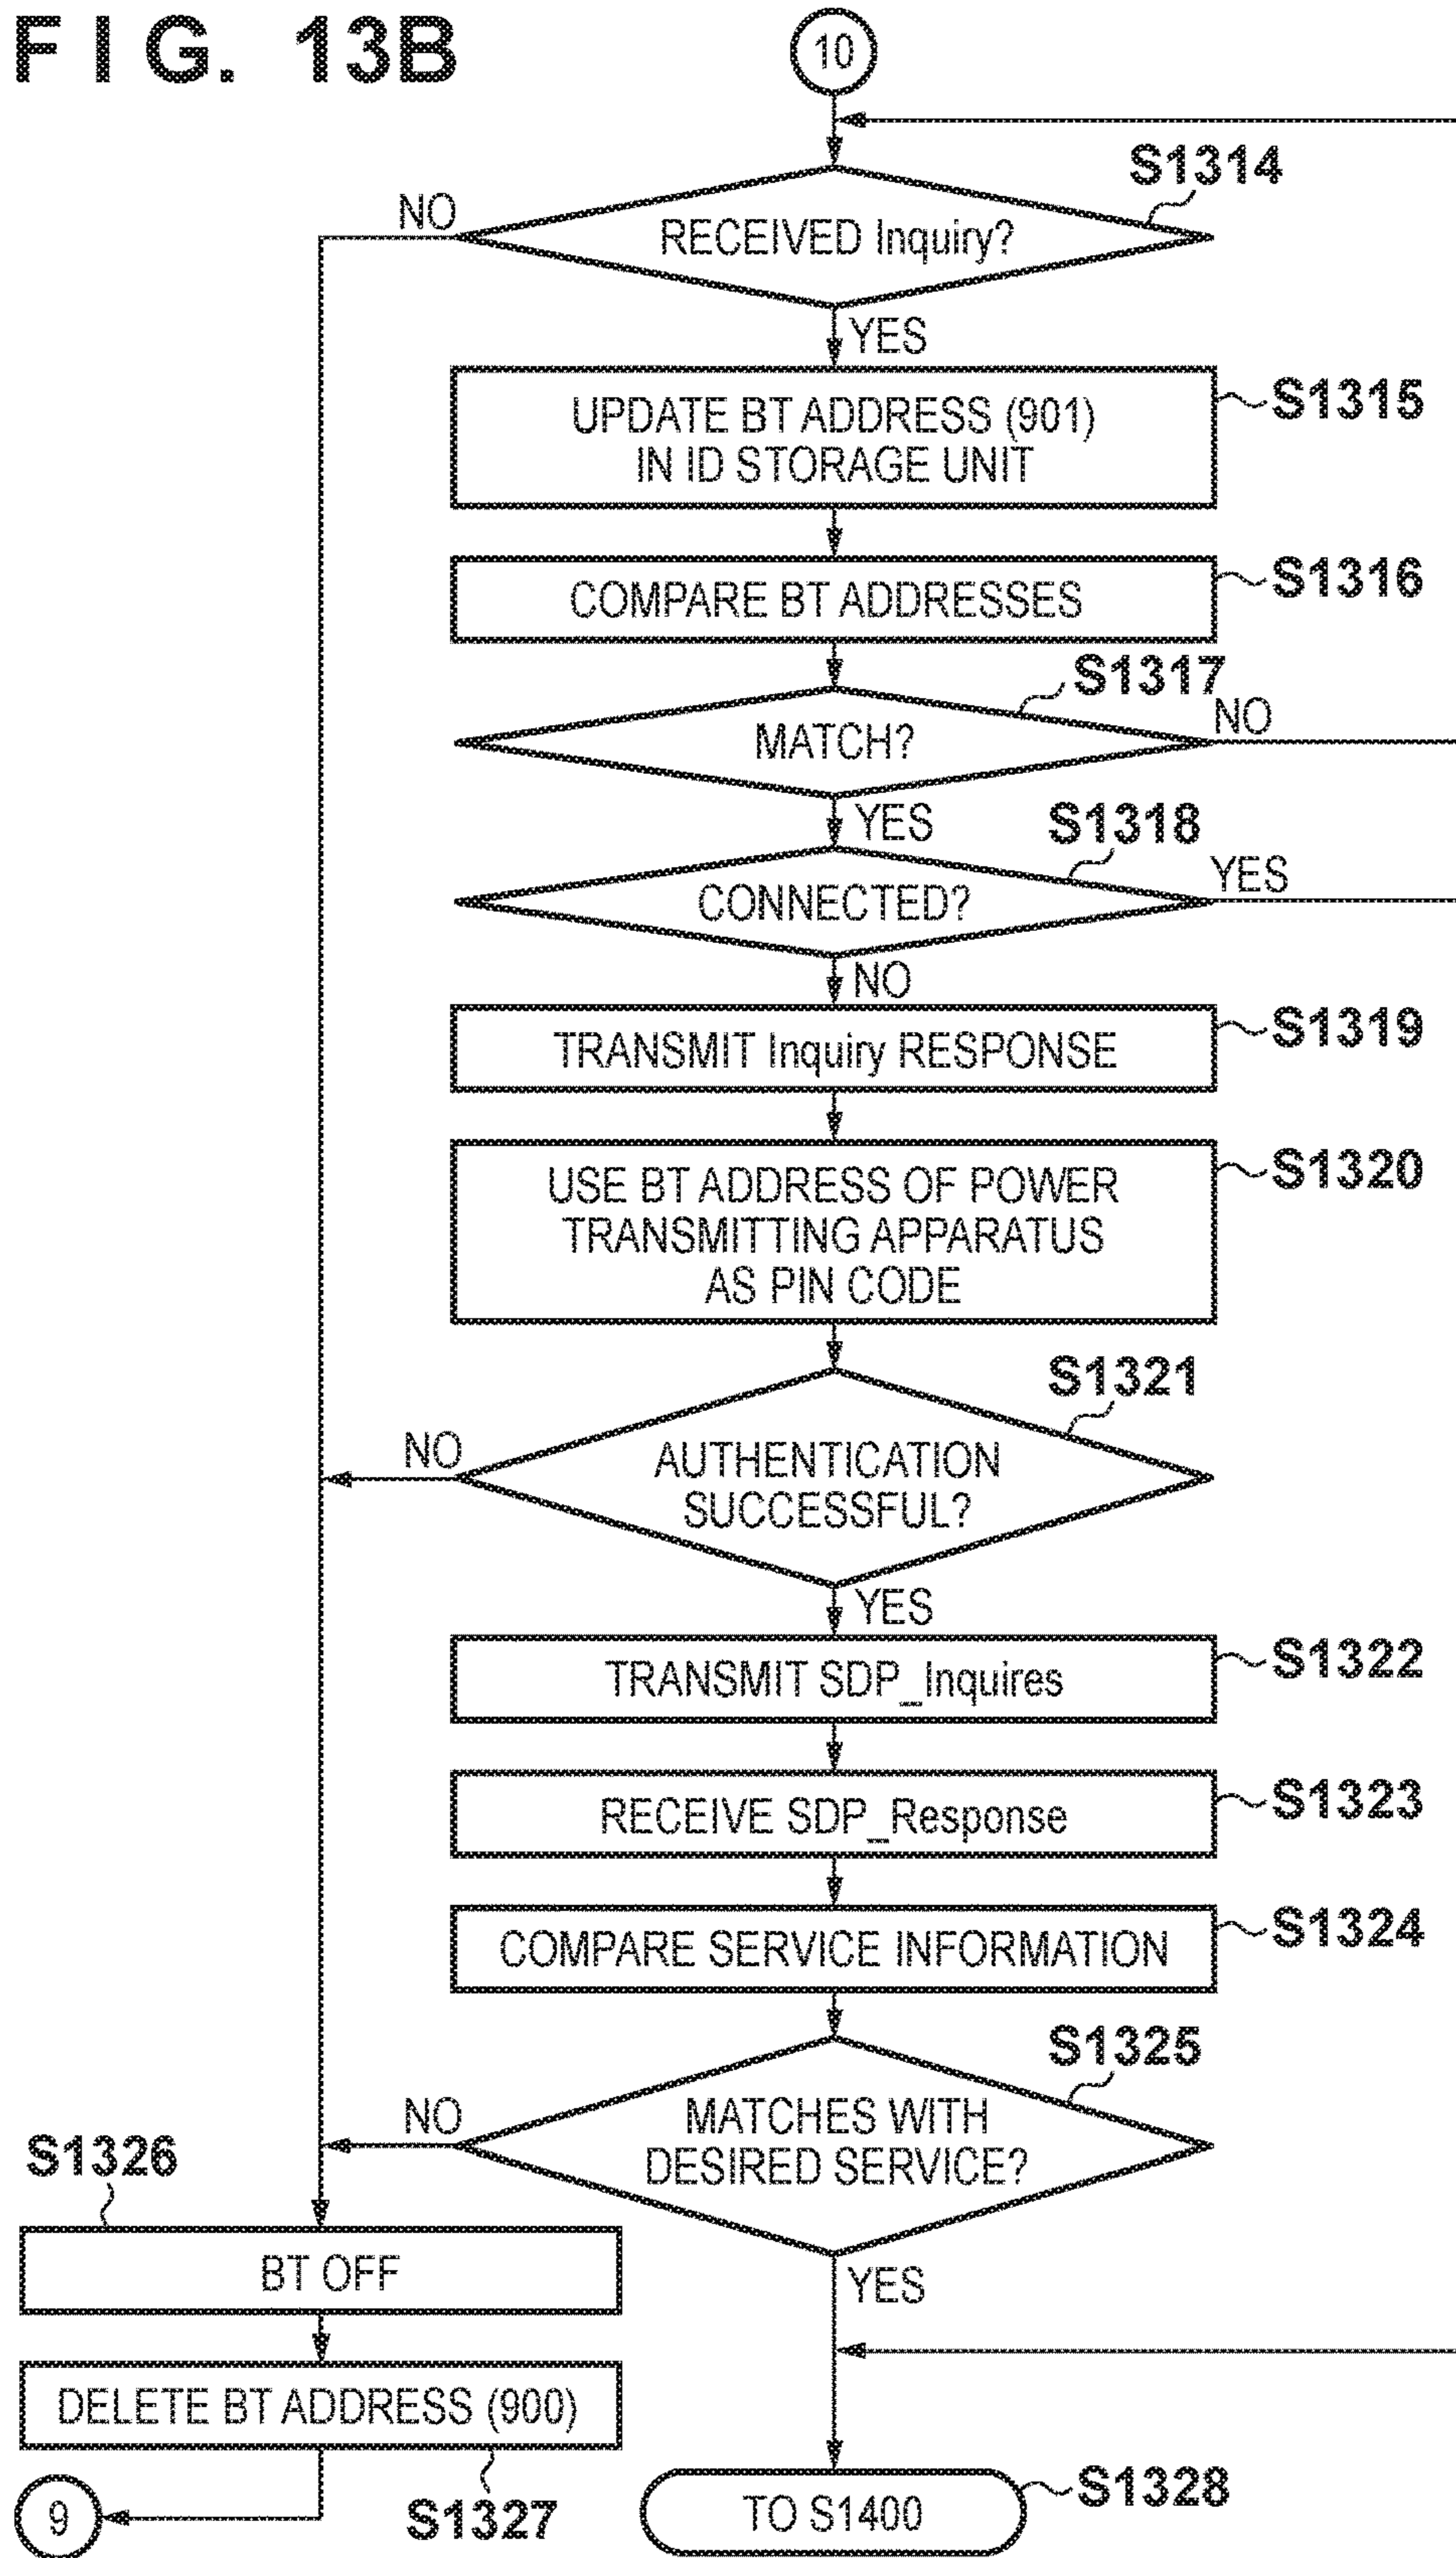 FIG. 13B
10
S1314
NO
RECEIVED Inquiry?
YES
UPDATE BT ADDRESS (901)
IN ID STORAGE UNIT
S1315
COMPARE BT ADDRESSES
S1316
S1317
MATCH?
NO
YES
S1318
CONNECTED?
YES
NO
TRANSMIT Inquiry RESPONSE
S1319
USE BT ADDRESS OF POWER
TRANSMITTING APPARATUS
AS PIN CODE
S1320
S1321
NO
AUTHENTICATION
SUCCESSFUL?
YES
TRANSMIT SDP_Inquires
S1322
RECEIVE SDP_Response
S1323
COMPARE SERVICE INFORMATION
S1324
S1325
NO
MATCHES WITH
DESIRED SERVICE?
YES
S1326
BT OFF
DELETE BT ADDRESS (900)
S1327
9
TO S1400
S1328